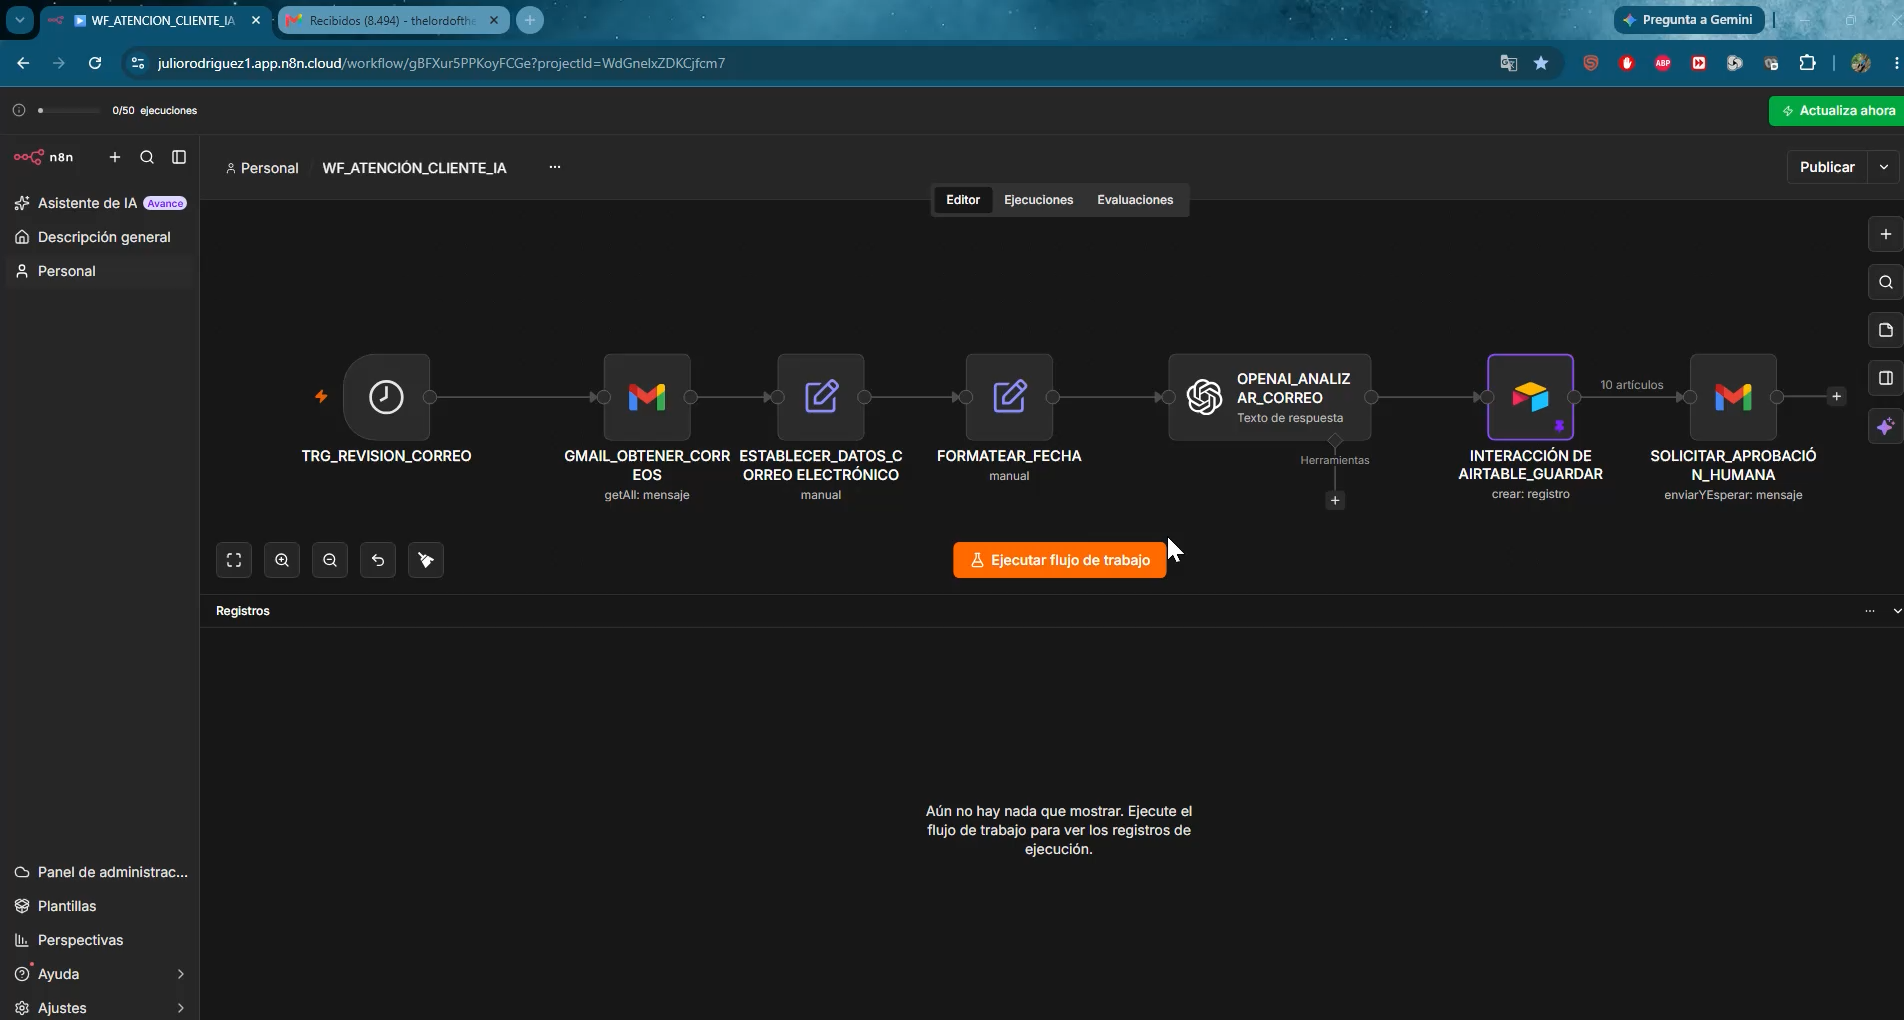 WF_ATENCION_CLIENTE_IA
Recibidos (8.494) - thelordofthe
Pregunta a Gemini
juliorodriguez1.app.n8n.cloud/workflow/gBFXur5PPKoyFCGe?projectId=WdGnelxZDKCjfcm7
ABP
0/50 ejecuciones
Actualiza ahora
n8n
Personal
WF_ATENCIÓN_CLIENTE_IA
...
Publicar
Editor
Ejecuciones
Evaluaciones
Asistente de IA
Avance
Descripción general
Personal
TRG_REVISION_CORREO
GMAIL_OBTENER_CORR
EOS
getAll: mensaje
ESTABLECER_DATOS_C
ORREO ELECTRÓNICO
manual
FORMATEAR_FECHA
manual
OPENAI_ANALIZ
AR_CORREO
Texto de respuesta
Herramientas
INTERACCIÓN DE
AIRTABLE_GUARDAR
crear: registro
10 artículos
SOLICITAR_APROBACIÓ
N_HUMANA
enviarYEsperar: mensaje
Ejecutar flujo de trabajo
Registros
...
Aún no hay nada que mostrar. Ejecute el
flujo de trabajo para ver los registros de
ejecución.
Panel de administrac...
Plantillas
Perspectivas
Ayuda
Ajustes